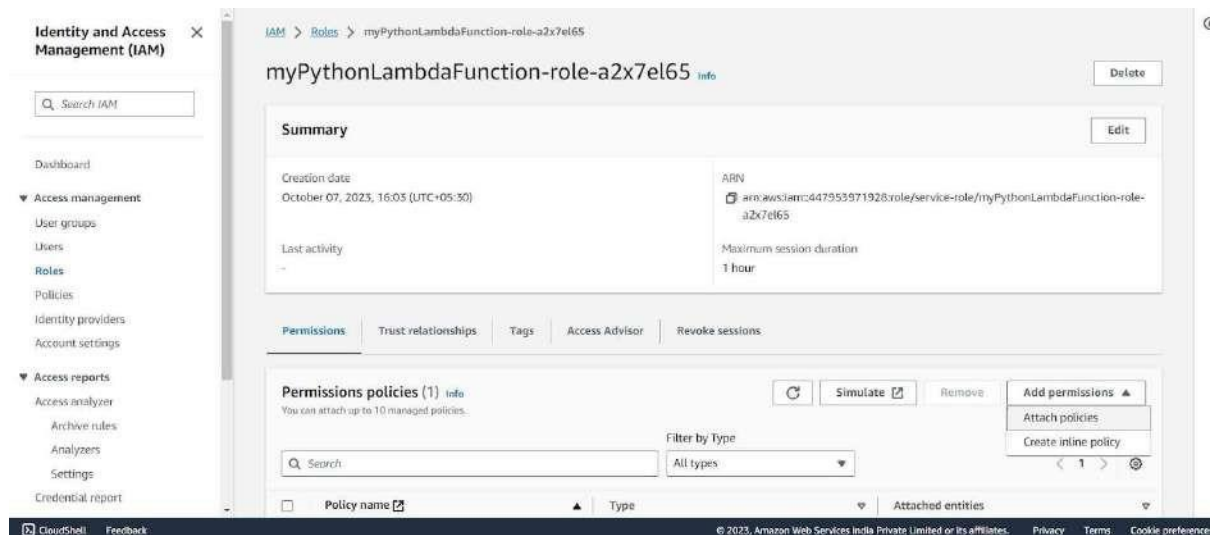 Identity and Access
Management (IAM)
Search IAM
Dashboard
Access management
User groups
Users
Roles
Policies
Identity providers
Account settings
Access reports
Access analyzer
Archive rules
Analyzers
Settings
Credential report
IAM > Roles > myPythonLambdaFunction-role-a2x7el65
myPythonLambdaFunction-role-a2x7el65 Info
Delete
Summary
Edit
Creation date
October 07, 2023, 16:03 (UTC+05:30)
ARN
arn:aws:iam::447953971928:role/service-role/myPythonLambdaFunction-role-
a2x7el65
Last activity
-
Maximum session duration
1 hour
Permissions Trust relationships Tags Access Advisor Revoke sessions
Permissions policies (1) Info
You can attach up to 10 managed policies.
Simulate Remove Add permissions
Attach policies
Create inline policy
Filter by Type
Search All types
< 1 >
Policy name Type Attached entities
CloudShell Feedback © 2023, Amazon Web Services India Private Limited or its affiliates. Privacy Terms Cookie preference